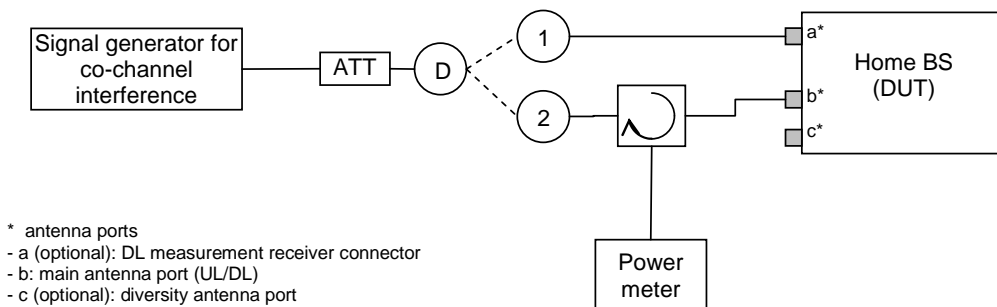 Signal generator for
co-channel
interference
ATT
D
1
2
a*
b*
c*
Home BS
(DUT)
Power
meter
* antenna ports
- a (optional): DL measurement receiver connector
- b: main antenna port (UL/DL)
- c (optional): diversity antenna port